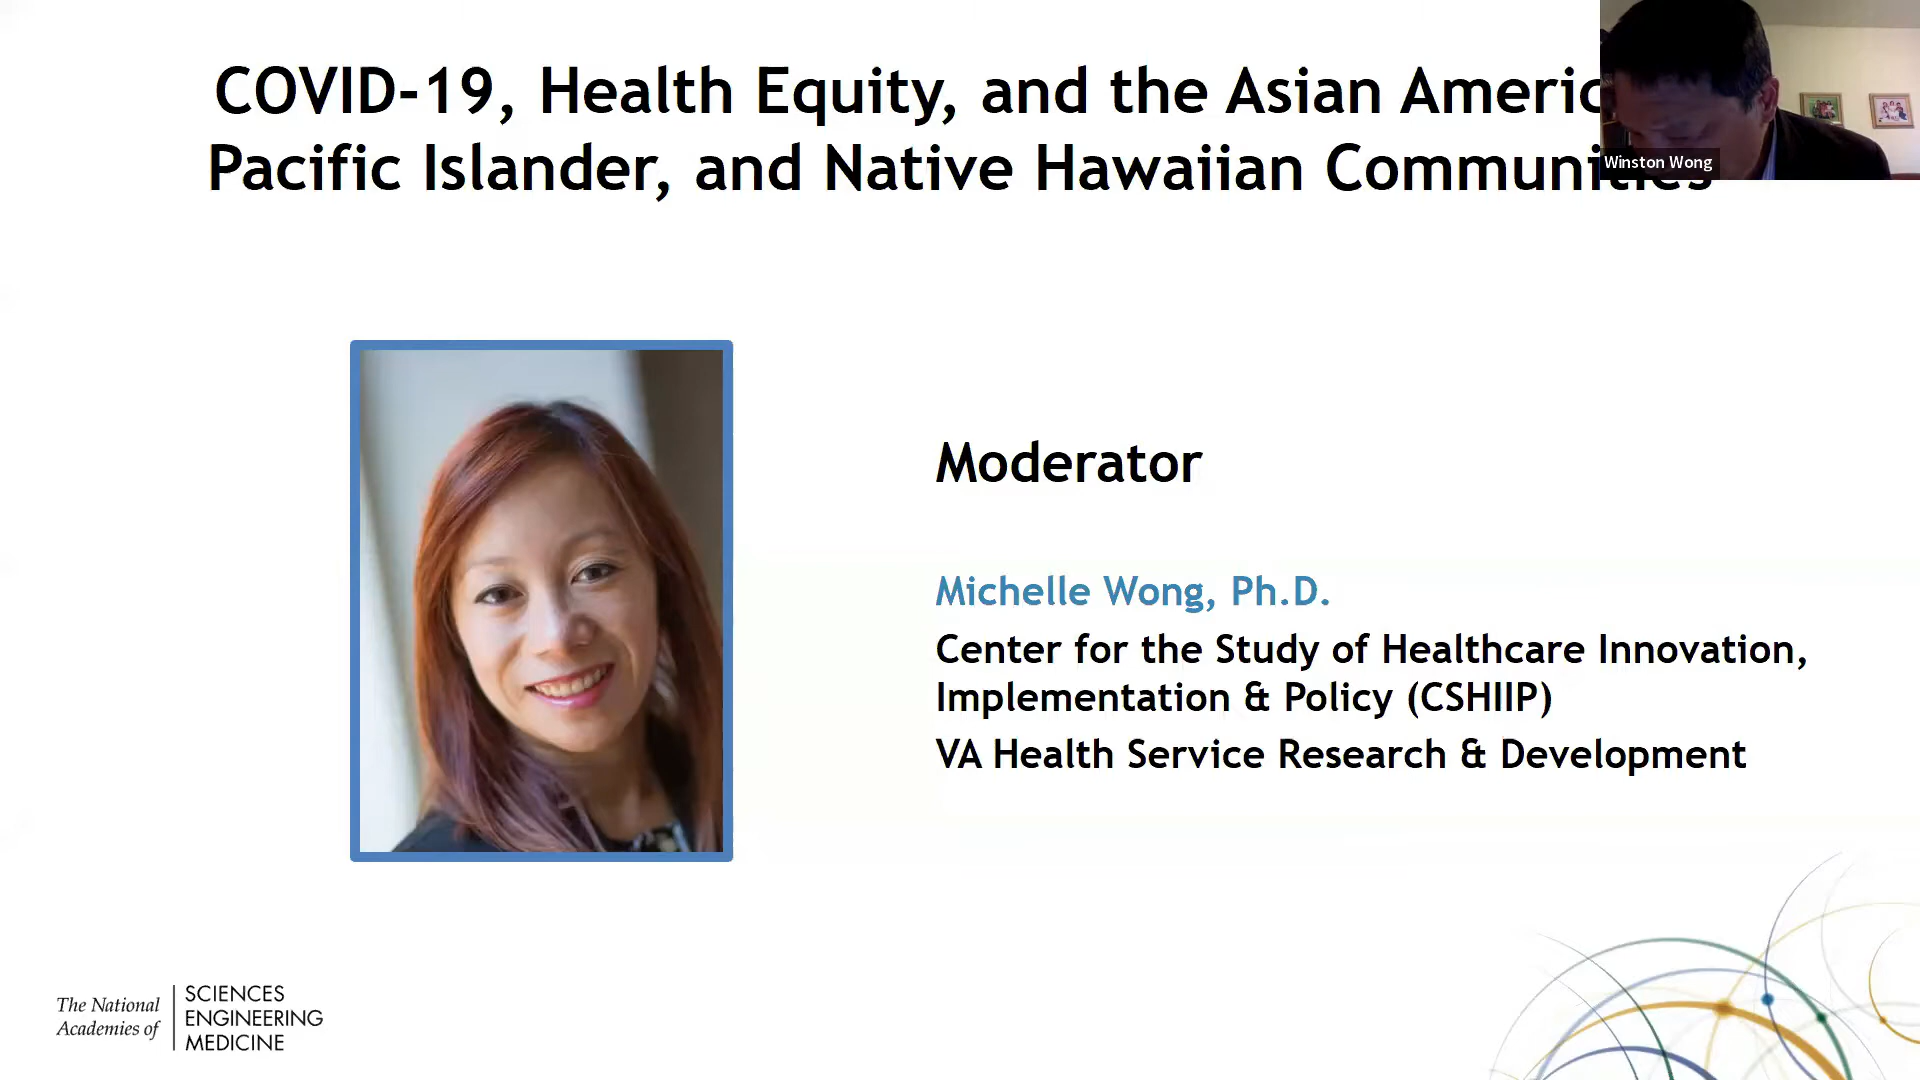 COVID-19, Health Equity, and the Asian Americ
Pacific Islander, and Native Hawaiian Communities
Winston Wong
Moderator
Michelle Wong, Ph.D.
Center for the Study of Healthcare Innovation,
Implementation & Policy (CSHIIP)
VA Health Service Research & Development
The National
Academies of
SCIENCES
ENGINEERING
MEDICINE